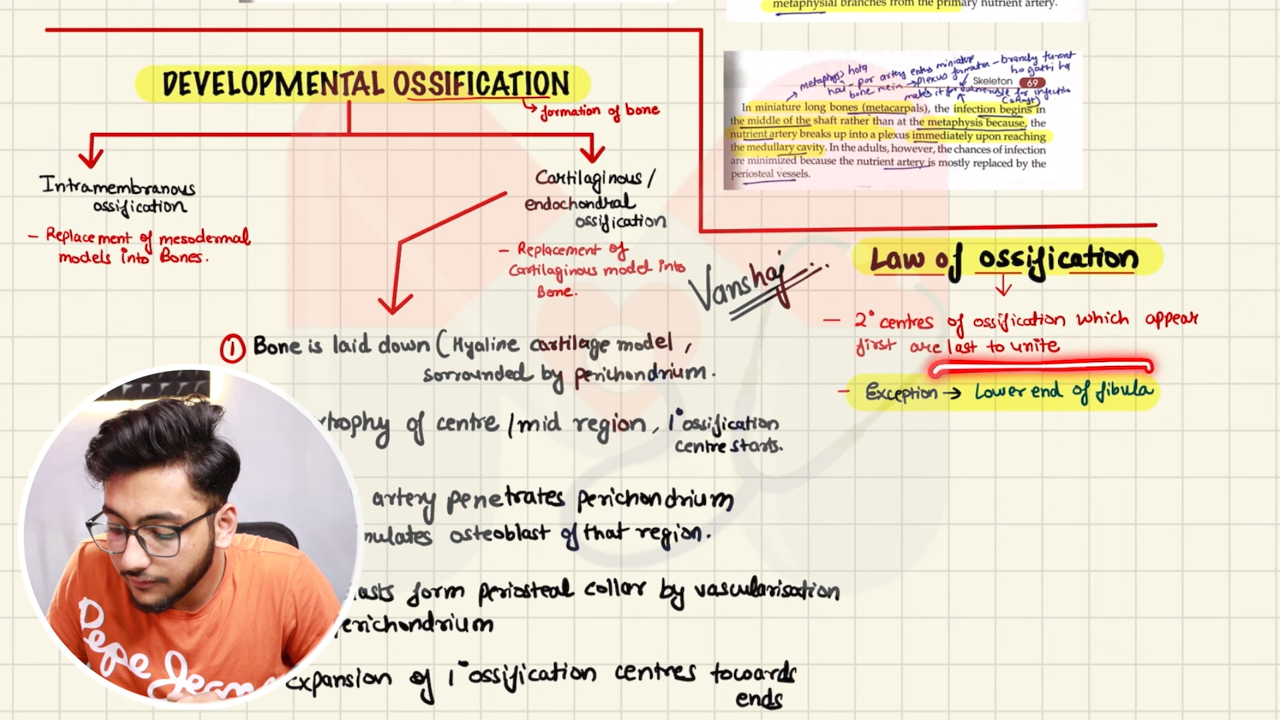 metaphysial branches from the primary nutrient artery.
DEVELOPMENTAL OSSIFICATION
formation of bone
Intramembranous
ossification
- Replacement of mesodermal
models into Bones.
Cartilaginous /
endochondral
ossification
- Replacement of
Cartilaginous model into
Bone.
Skeleton 69
In miniature long bones (metacarpals), the infection begins in
the middle of the shaft rather than at the metaphysis because, the
nutrient artery breaks up into a plexus immediately upon reaching
the medullary cavity. In the adults, however, the chances of infection
are minimized because the nutrient artery is mostly replaced by the
periosteal vessels.
Vanshaj
Law of ossification
- 2° centres of ossification which appear
first are last to unite
- Exception → Lower end of fibula
① Bone is laid down (Hyaline cartilage model,
sorrounded by perichondrium.
trophy of centre / mid region, 1° ossification
centre starts.
artery penetrates perichondrium
mulates osteoblast of that region.
lasts form periosteal collar by vascularisation
perichondrium
expansion of 1° ossification centres towards
ends
Pepe Jeans